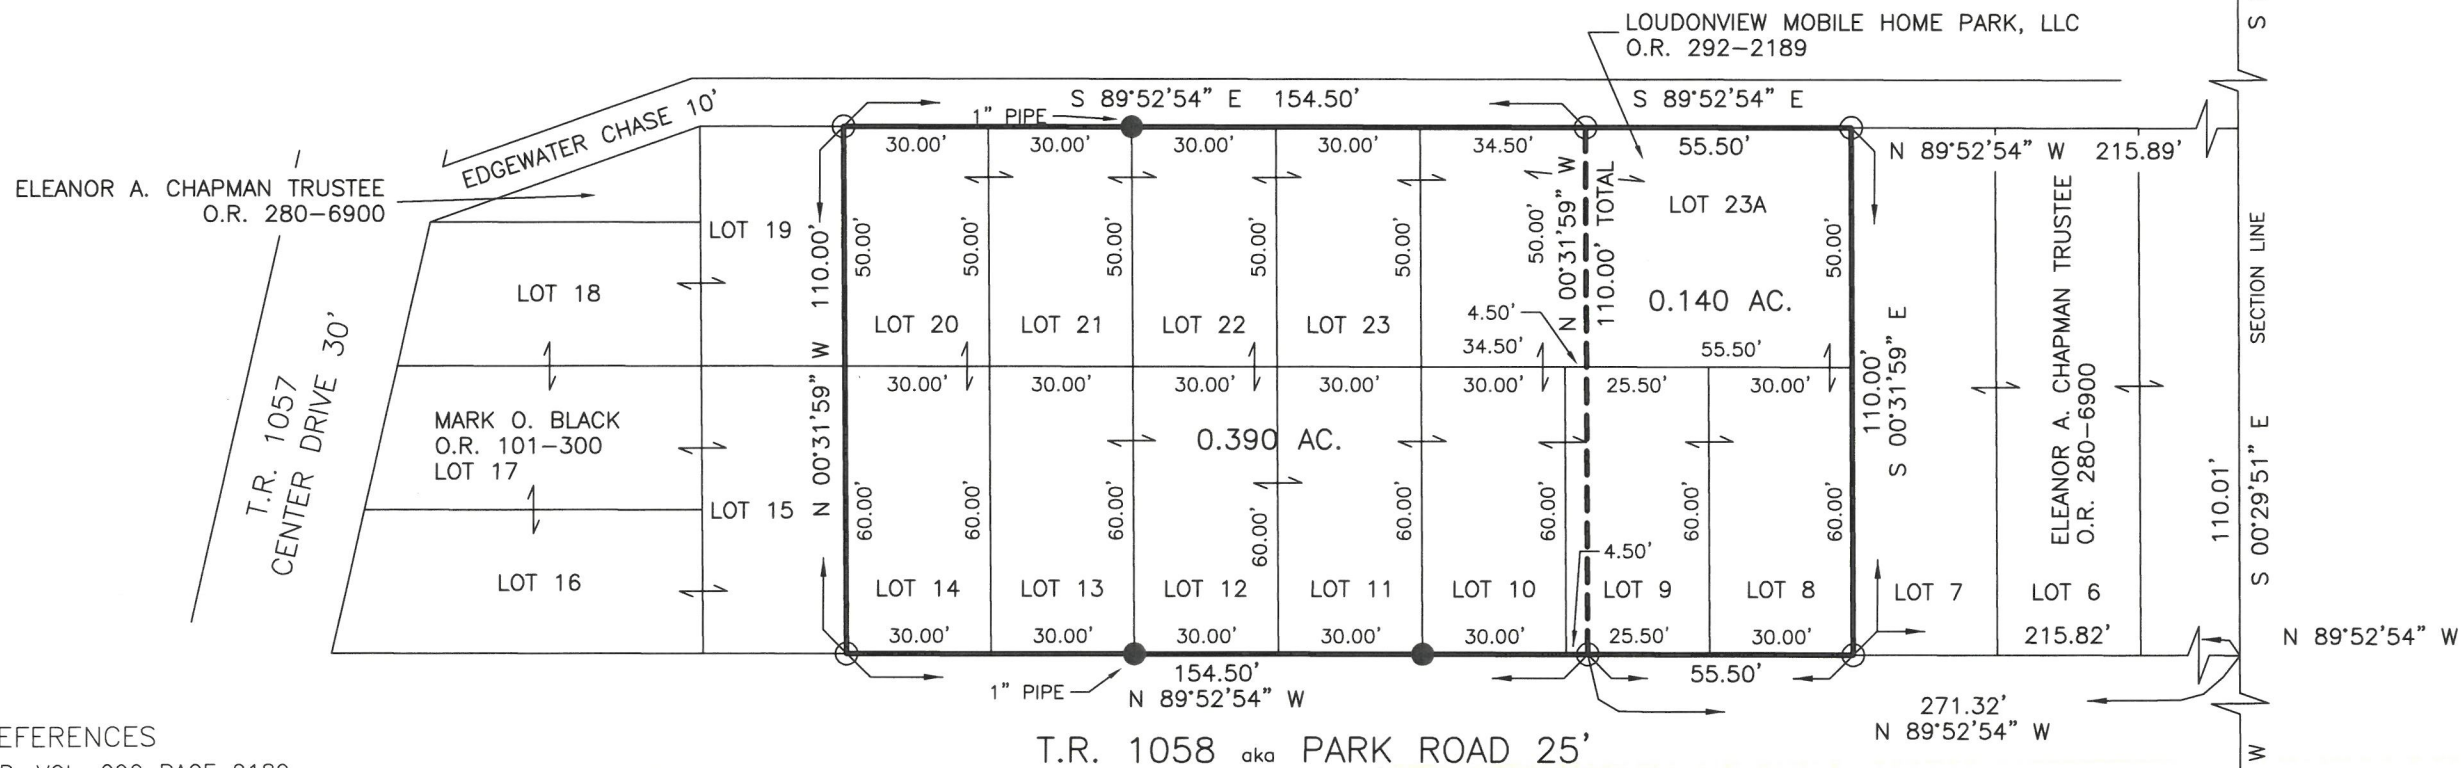 LOUDONVIEW MOBILE HOME PARK, LLC
O.R. 292-2189
S
EDGEWATER CHASE 10'
1" PIPE
S 89°52'54" E 154.50'
S 89°52'54" E
30.00'
30.00'
30.00'
30.00'
34.50'
55.50'
N 89°52'54" W 215.89'
ELEANOR A. CHAPMAN TRUSTEE
O.R. 280-6900
LOT 19
LOT 18
110.00'
N 00°31'59" W
50.00'
50.00'
50.00'
50.00'
50.00'
50.00'
N 00°31'59" W
110.00' TOTAL
LOT 23A
0.140 AC.
50.00'
LOT 20
LOT 21
LOT 22
LOT 23
4.50'
34.50'
55.50'
110.00'
S 00°31'59" E
ELEANOR A. CHAPMAN TRUSTEE
O.R. 280-6900
SECTION LINE
S 00°29'51" E
110.01'
T.R. 1057
CENTER DRIVE 30'
MARK O. BLACK
O.R. 101-300
LOT 17
LOT 15
LOT 16
30.00'
30.00'
30.00'
30.00'
30.00'
25.50'
30.00'
0.390 AC.
60.00'
60.00'
60.00'
60.00'
60.00'
60.00'
60.00'
60.00'
4.50'
LOT 14
LOT 13
LOT 12
LOT 11
LOT 10
LOT 9
LOT 8
LOT 7
LOT 6
30.00'
30.00'
30.00'
30.00'
30.00'
25.50'
30.00'
215.82'
N 89°52'54" W
1" PIPE
154.50'
N 89°52'54" W
55.50'
271.32'
N 89°52'54" W
T.R. 1058 aka PARK ROAD 25'
W
EFERENCES